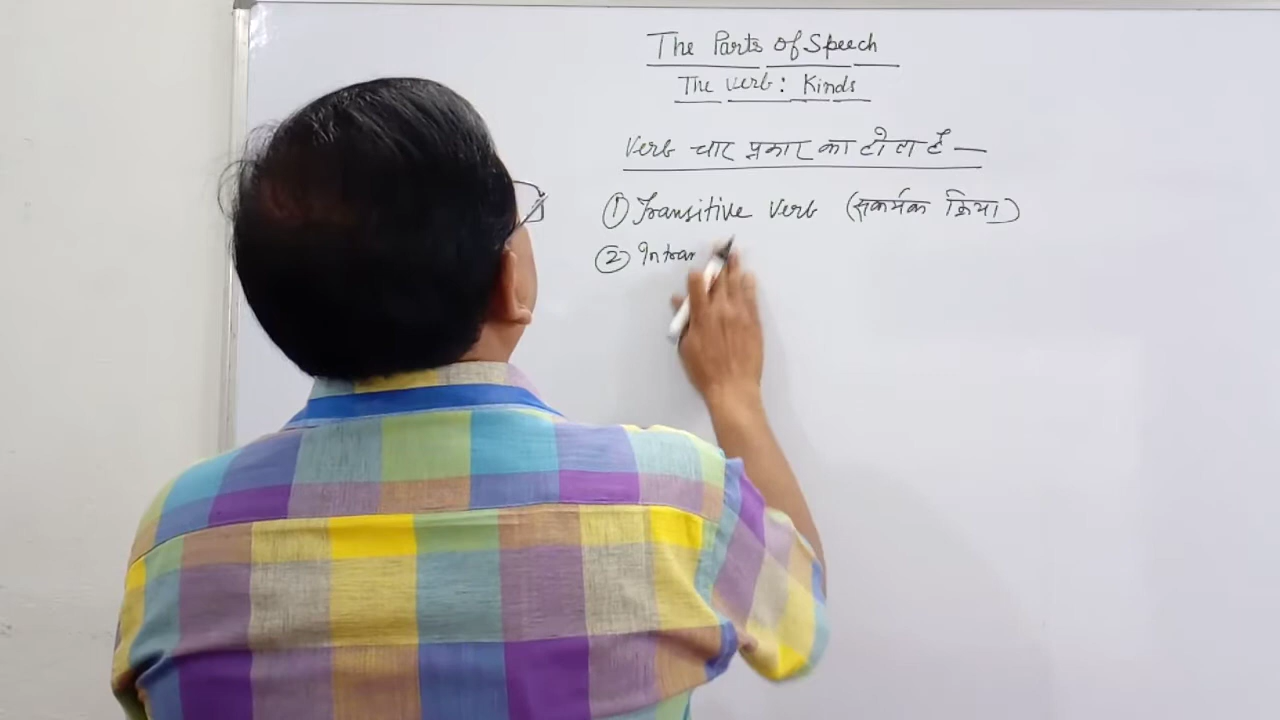 The Parts of Speech
The Verb: Kinds
Verb चार प्रकार का होता है —
① Transitive Verb (सकर्मक क्रिया)
② Intran